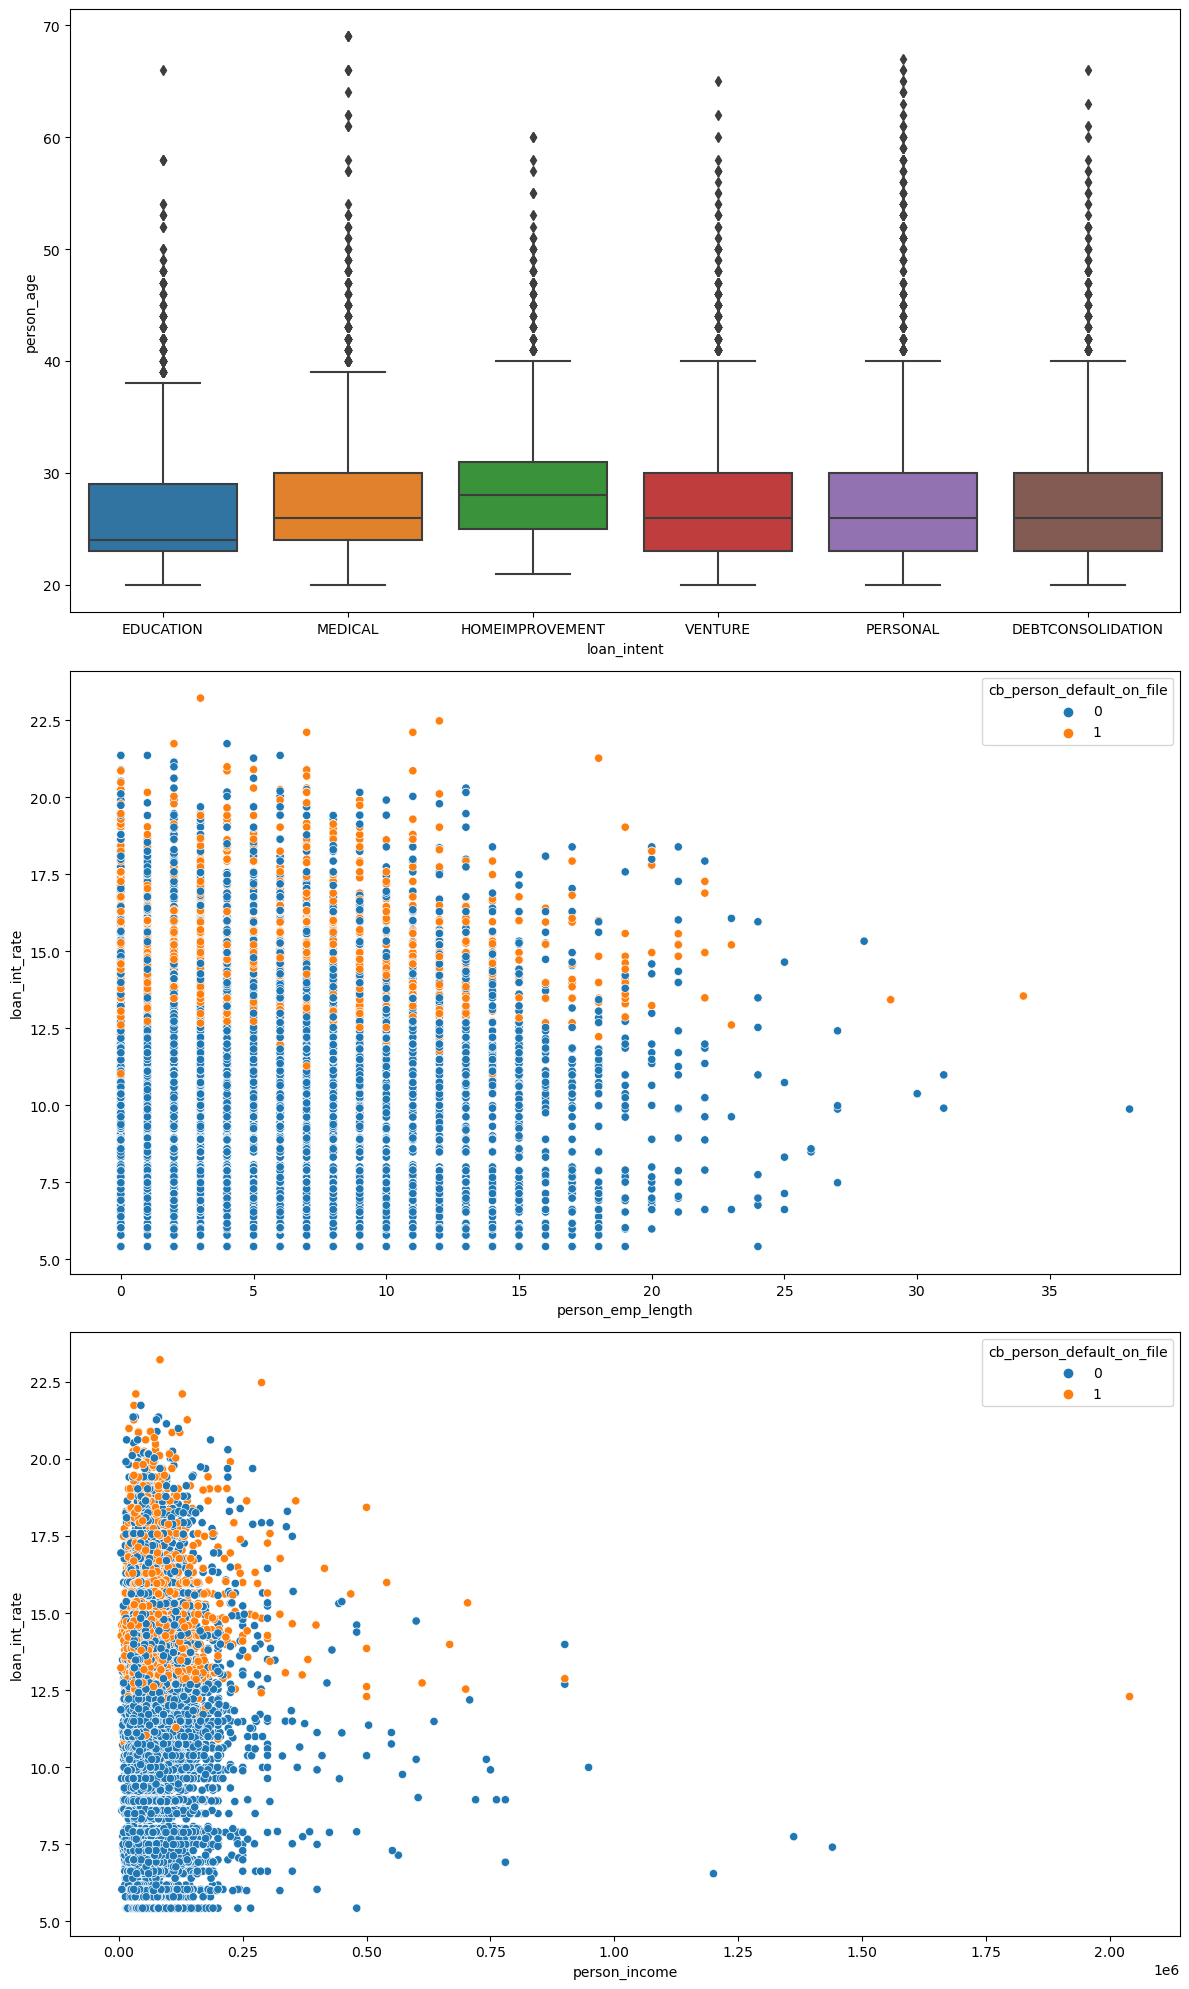 70
60
50
40
30
20
person_age
EDUCATION MEDICAL HOMEIMPROVEMENT VENTURE PERSONAL DEBTCONSOLIDATION
loan_intent
cb_person_default_on_file
0
1
22.5
20.0
17.5
15.0
12.5
10.0
7.5
5.0
loan_int_rate
0 5 10 15 20 25 30 35
person_emp_length
cb_person_default_on_file
0
1
22.5
20.0
17.5
15.0
12.5
10.0
7.5
5.0
loan_int_rate
0.00 0.25 0.50 0.75 1.00 1.25 1.50 1.75 2.00
1e6
person_income